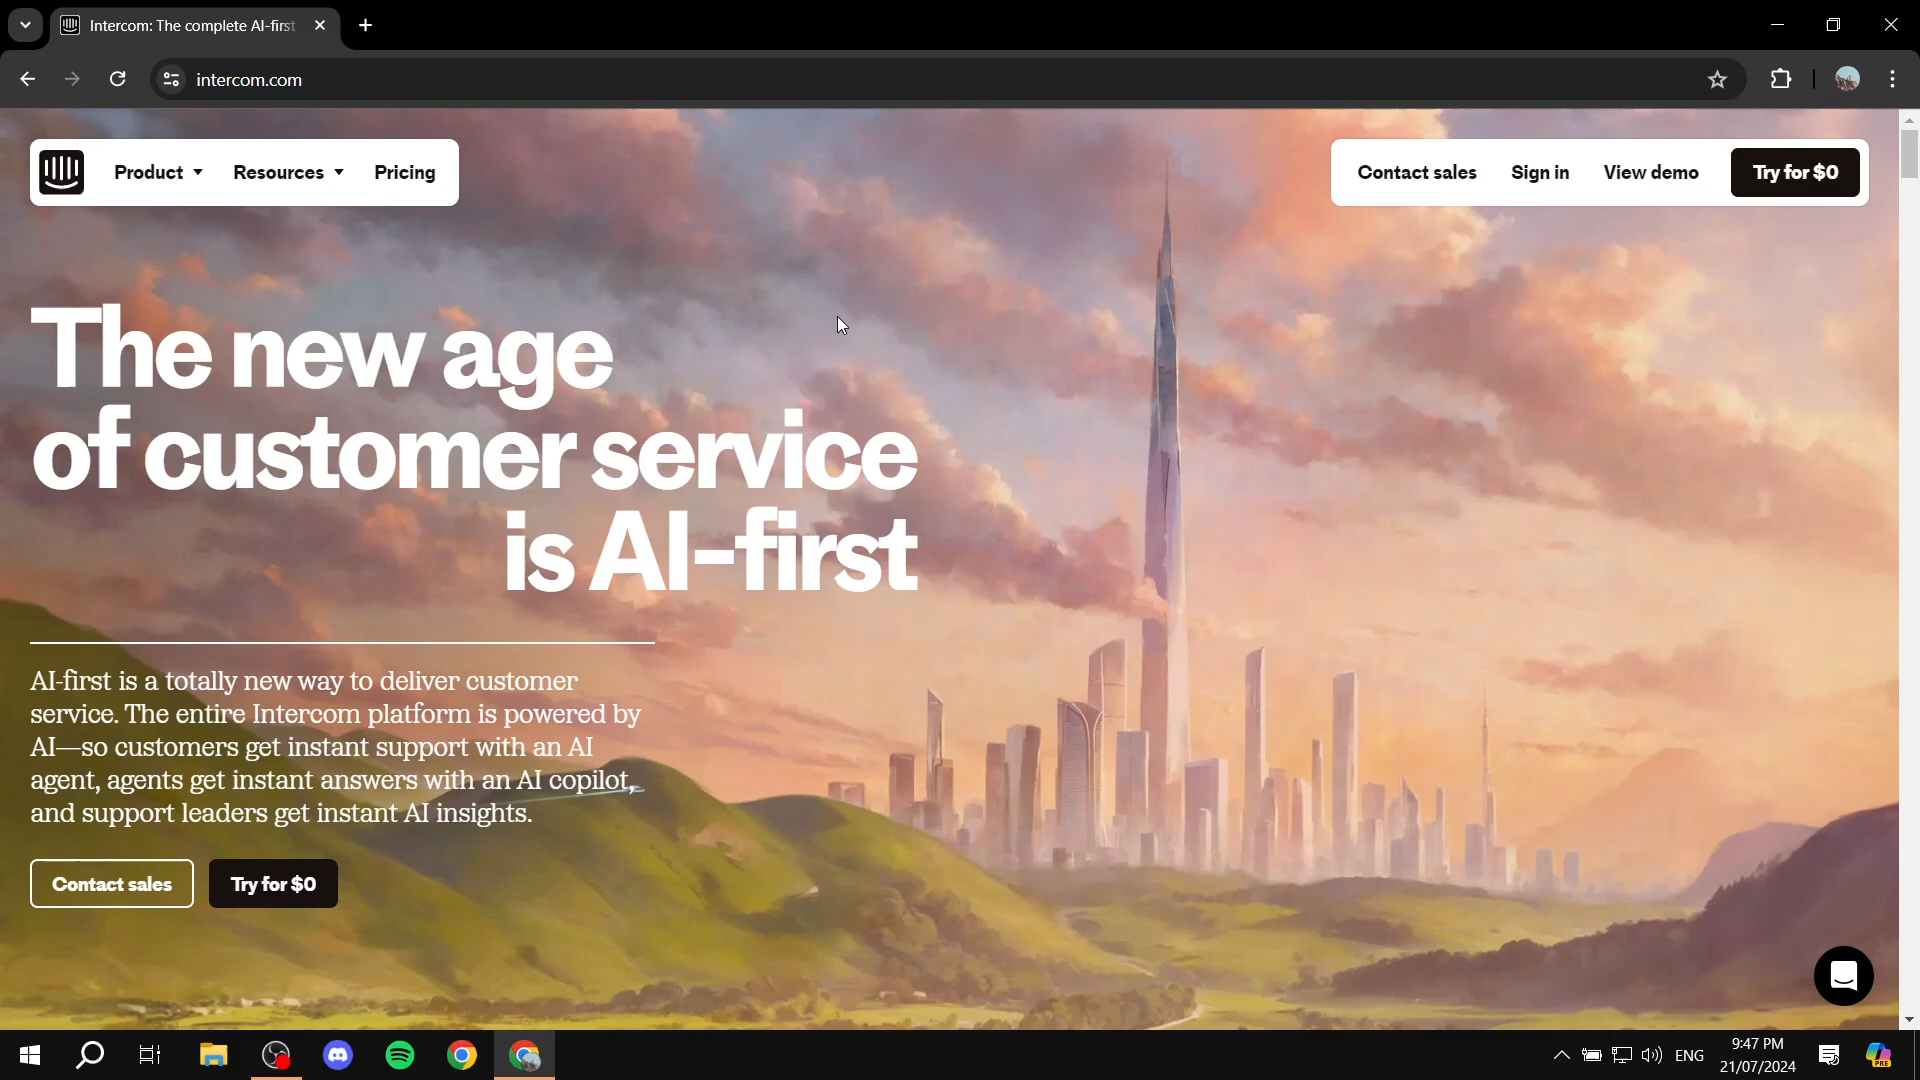 Intercom: The complete AI-first
intercom.com
Product
Resources
Pricing
Contact sales
Sign in
View demo
Try for $0
The new age
of customer service
is AI-first
AI-first is a totally new way to deliver customer
service. The entire Intercom platform is powered by
AI—so customers get instant support with an AI
agent, agents get instant answers with an AI copilot,
and support leaders get instant AI insights.
Contact sales
Try for $0
ENG
9:47 PM
21/07/2024
PRE